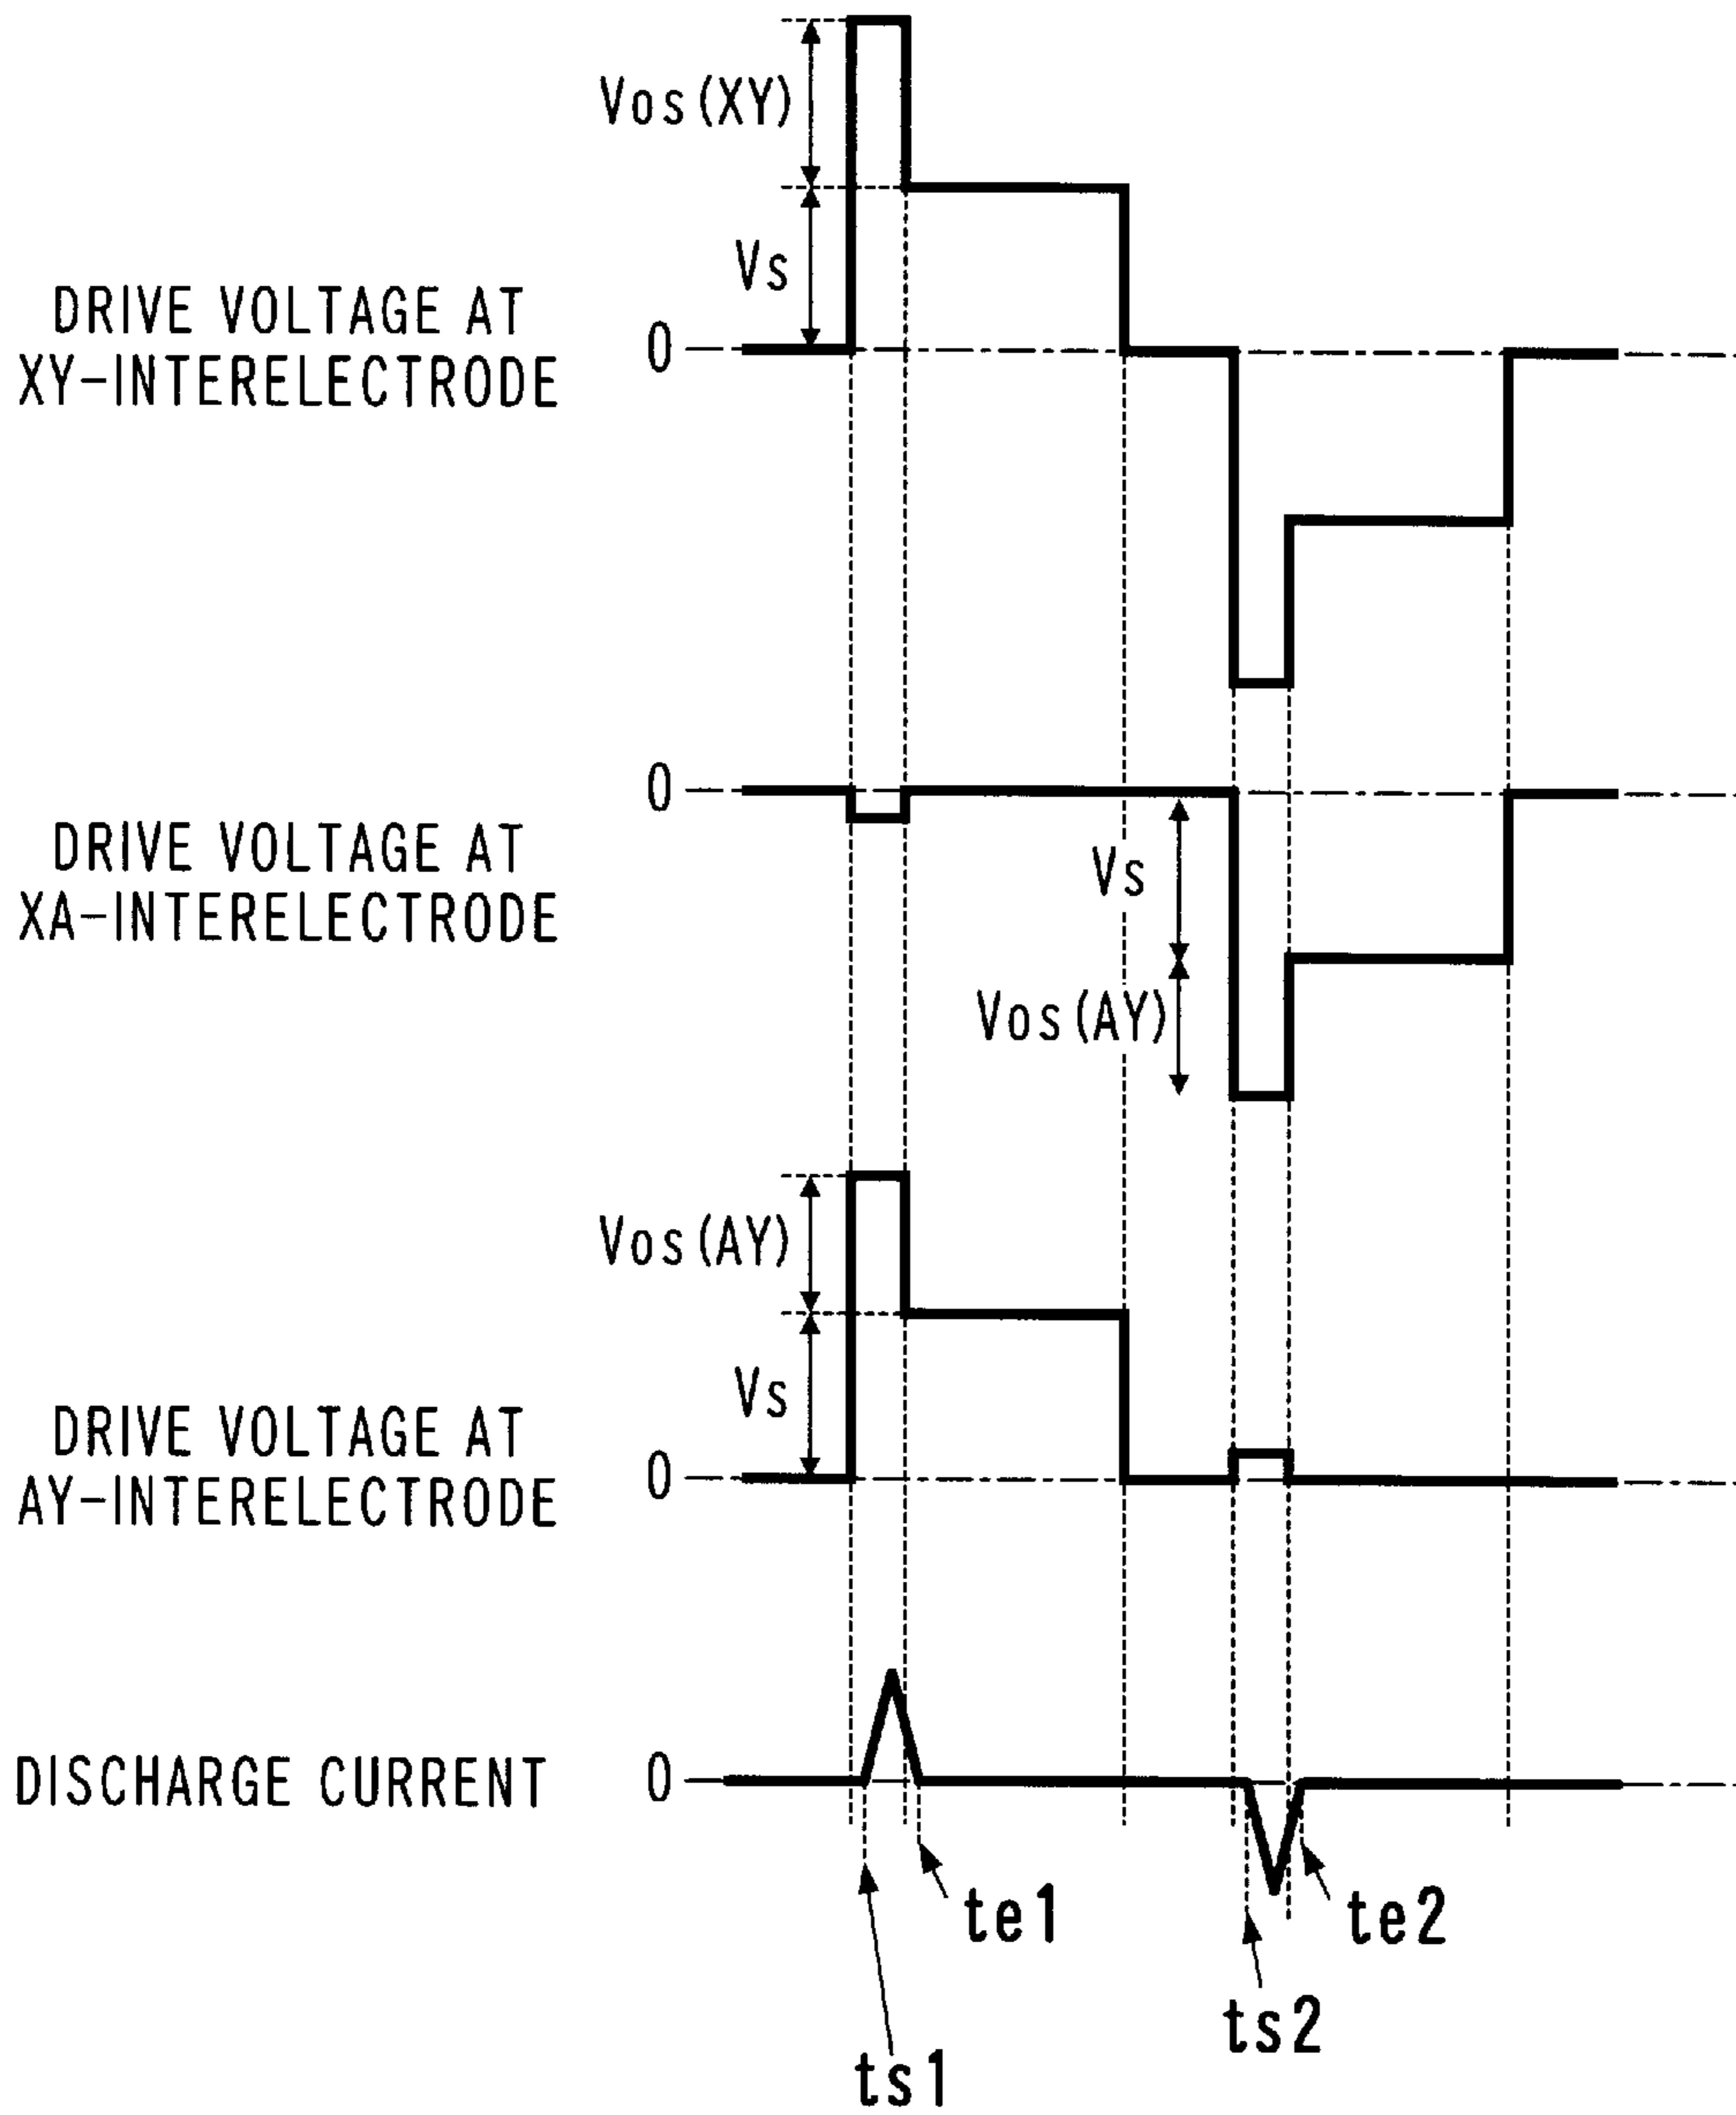 Vos(XY)
Vs
DRIVE VOLTAGE AT
XY-INTERELECTRODE
0
0
DRIVE VOLTAGE AT
XA-INTERELECTRODE
Vs
Vos(AY)
Vos(AY)
Vs
DRIVE VOLTAGE AT
AY-INTERELECTRODE
0
DISCHARGE CURRENT
0
te1
te2
ts2
ts1